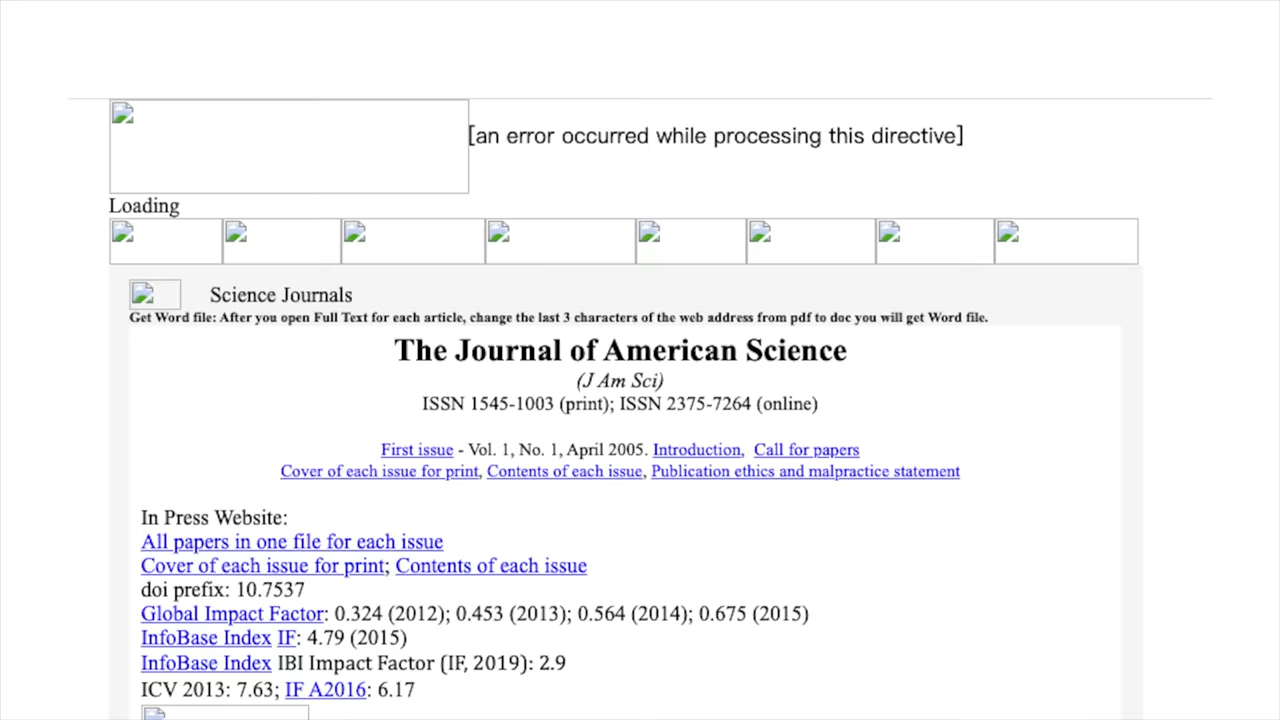 [an error occurred while processing this directive]
Loading
Science Journals
Get Word file: After you open Full Text for each article, change the last 3 characters of the web address from pdf to doc you will get Word file.
The Journal of American Science
(J Am Sci)
ISSN 1545-1003 (print); ISSN 2375-7264 (online)
First issue - Vol. 1, No. 1, April 2005. Introduction, Call for papers
Cover of each issue for print, Contents of each issue, Publication ethics and malpractice statement
In Press Website:
All papers in one file for each issue
Cover of each issue for print; Contents of each issue
doi prefix: 10.7537
Global Impact Factor: 0.324 (2012); 0.453 (2013); 0.564 (2014); 0.675 (2015)
InfoBase Index IF: 4.79 (2015)
InfoBase Index IBI Impact Factor (IF, 2019): 2.9
ICV 2013: 7.63; IF A2016: 6.17